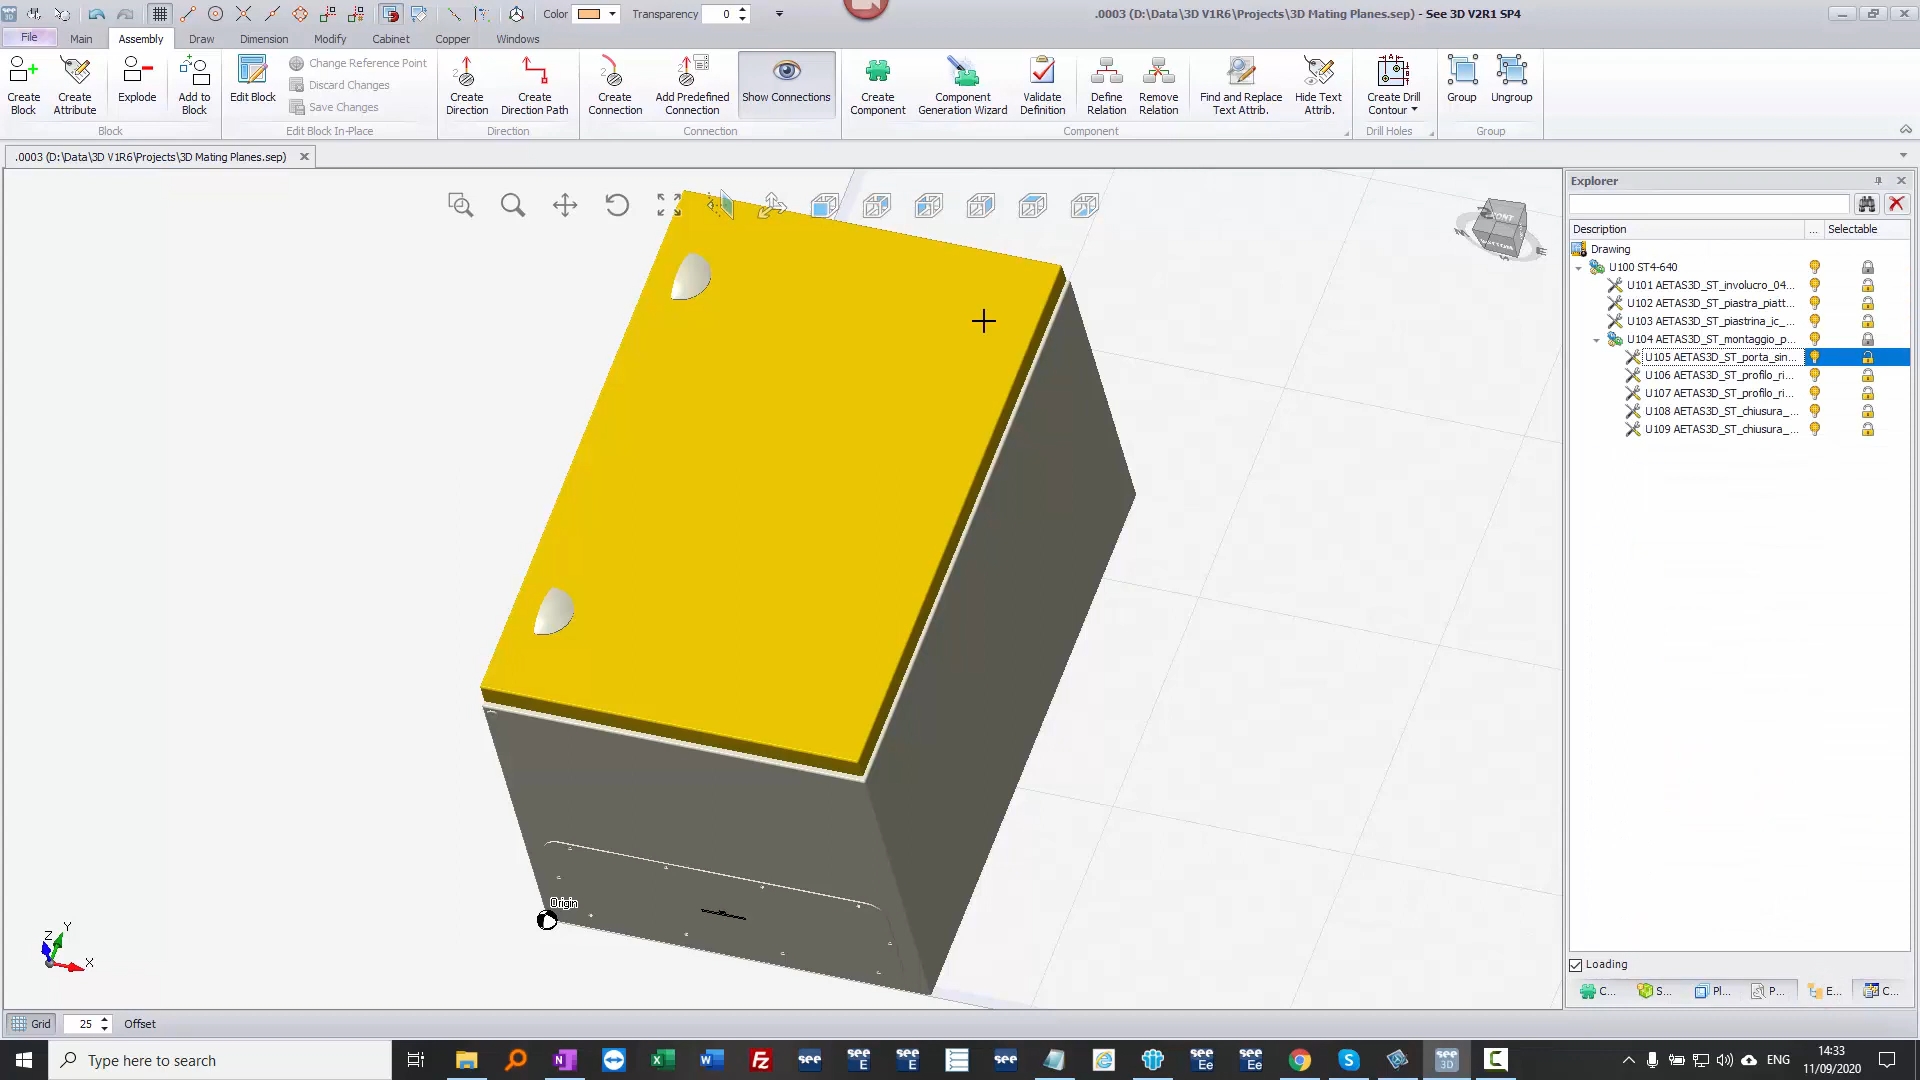 Color
Transparency
0
.0003 (D:\Data\3D V1R6\Projects\3D Mating Planes.sep) - See 3D V2R1 SP4
File
Main
Assembly
Draw
Dimension
Modify
Cabinet
Copper
Windows
Create Block
Create Attribute
Explode
Add to Block
Block
Edit Block
Change Reference Point
Discard Changes
Save Changes
Edit Block In-Place
Create Direction
Create Direction Path
Direction
Create Connection
Add Predefined Connection
Show Connections
Connection
Create Component
Component Generation Wizard
Validate Definition
Define Relation
Remove Relation
Find and Replace Text Attrib.
Hide Text Attrib.
Component
Create Drill Contour
Drill Holes
Group
Ungroup
Group
.0003 (D:\Data\3D V1R6\Projects\3D Mating Planes.sep)
Explorer
Description
...
Selectable
Drawing
U100 ST4-640
U101 AETAS3D_ST_involucro_04...
U102 AETAS3D_ST_piastra_piatt...
U103 AETAS3D_ST_piastrina_ic_...
U104 AETAS3D_ST_montaggio_p...
U105 AETAS3D_ST_porta_sin...
U106 AETAS3D_ST_profilo_ri...
U107 AETAS3D_ST_profilo_ri...
U108 AETAS3D_ST_chiusura_...
U109 AETAS3D_ST_chiusura_...
Origin
Z
Y
X
Loading
C...
S...
Pl...
P...
E...
C...
Grid
25
Offset
Type here to search
ENG
14:33
11/09/2020